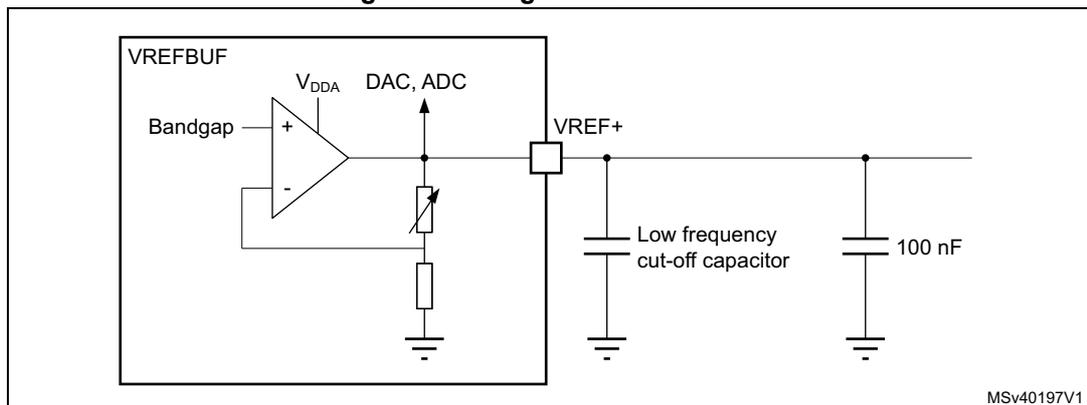 VREFBUF
VDDA
DAC, ADC
Bandgap
+
-
VREF+
Low frequency
cut-off capacitor
100 nF
MSv40197V1